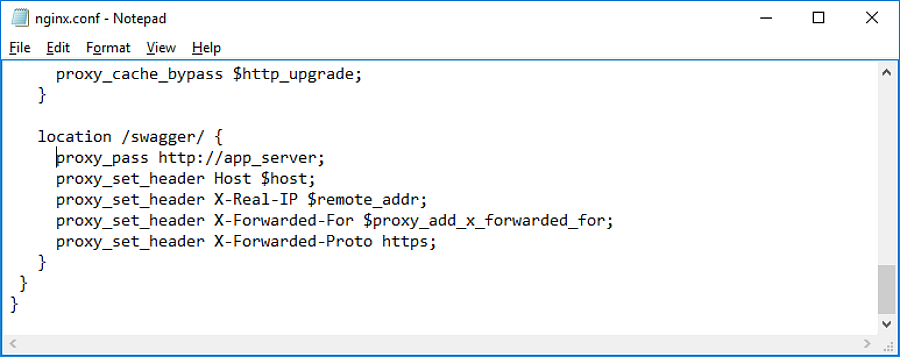 nginx.conf - Notepad
File Edit Format View Help
proxy_cache_bypass $http_upgrade;
}
location /swagger/ {
proxy_pass http://app_server;
proxy_set_header Host $host;
proxy_set_header X-Real-IP $remote_addr;
proxy_set_header X-Forwarded-For $proxy_add_x_forwarded_for;
proxy_set_header X-Forwarded-Proto https;
}
}
}